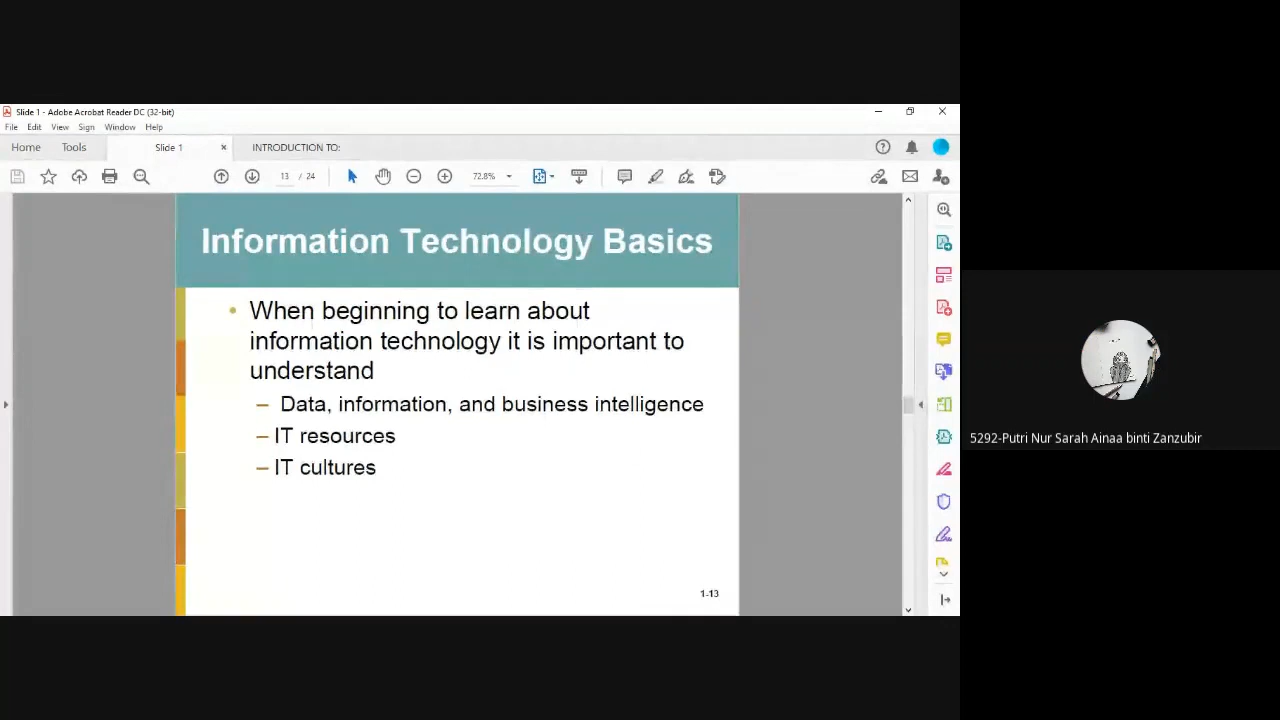 Slide 1 - Adobe Acrobat Reader DC (32-bit)
File Edit View Sign Window Help
Home Tools Slide 1 × INTRODUCTION TO:
13 / 24 72.8%
Information Technology Basics
• When beginning to learn about
information technology it is important to
understand
– Data, information, and business intelligence
– IT resources
– IT cultures
1-13
5292-Putri Nur Sarah Ainaa binti Zanzubir